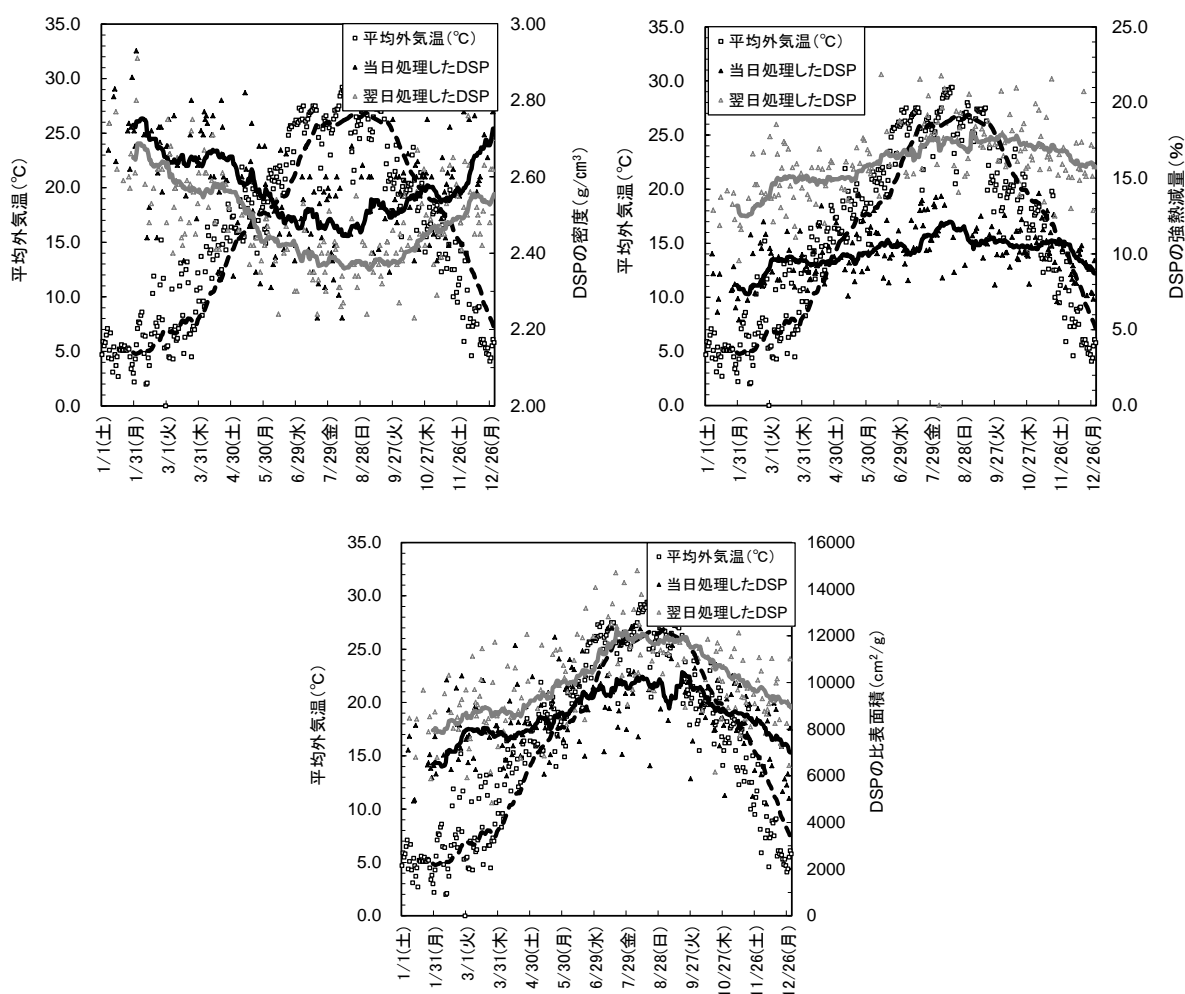 35.0
30.0
25.0
20.0
15.0
10.0
5.0
0.0
平均外気温(℃)
3.00
2.80
2.60
2.40
2.20
2.00
DSPの密度(g/cm³)
平均外気温(℃)
当日処理したDSP
翌日処理したDSP
1/1(土)
1/31(月)
3/1(火)
3/31(木)
4/30(土)
5/30(月)
6/29(水)
7/29(金)
8/28(日)
9/27(火)
10/27(木)
11/26(土)
12/26(月)
35.0
30.0
25.0
20.0
15.0
10.0
5.0
0.0
平均外気温(℃)
25.0
20.0
15.0
10.0
5.0
0.0
DSPの強熱減量(%)
平均外気温(℃)
当日処理したDSP
翌日処理したDSP
1/1(土)
1/31(月)
3/1(火)
3/31(木)
4/30(土)
5/30(月)
6/29(水)
7/29(金)
8/28(日)
9/27(火)
10/27(木)
11/26(土)
12/26(月)
35.0
30.0
25.0
20.0
15.0
10.0
5.0
0.0
平均外気温(℃)
16000
14000
12000
10000
8000
6000
4000
2000
0
DSPの比表面積(cm²/g)
平均外気温(℃)
当日処理したDSP
翌日処理したDSP
1/1(土)
1/31(月)
3/1(火)
3/31(木)
4/30(土)
5/30(月)
6/29(水)
7/29(金)
8/28(日)
9/27(火)
10/27(木)
11/26(土)
12/26(月)